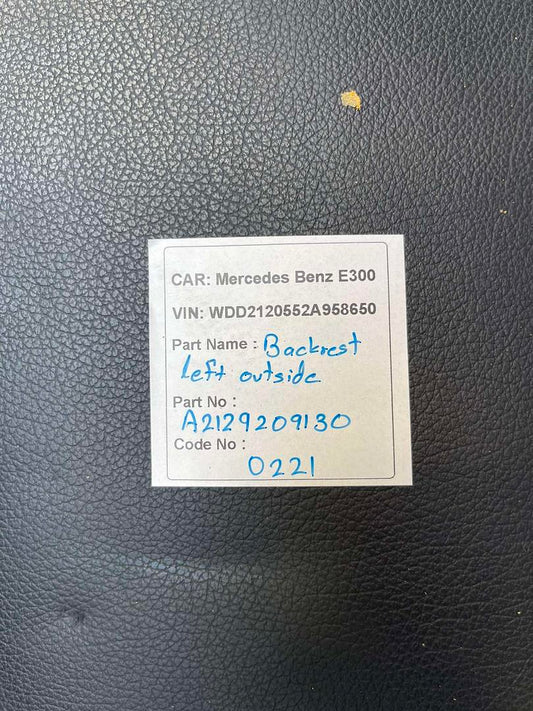 CAR: Mercedes Benz E300
VIN: WDD2120552A958650
Part Name : Backrest
left outside
Part No :
A2129209130
Code No :
0221